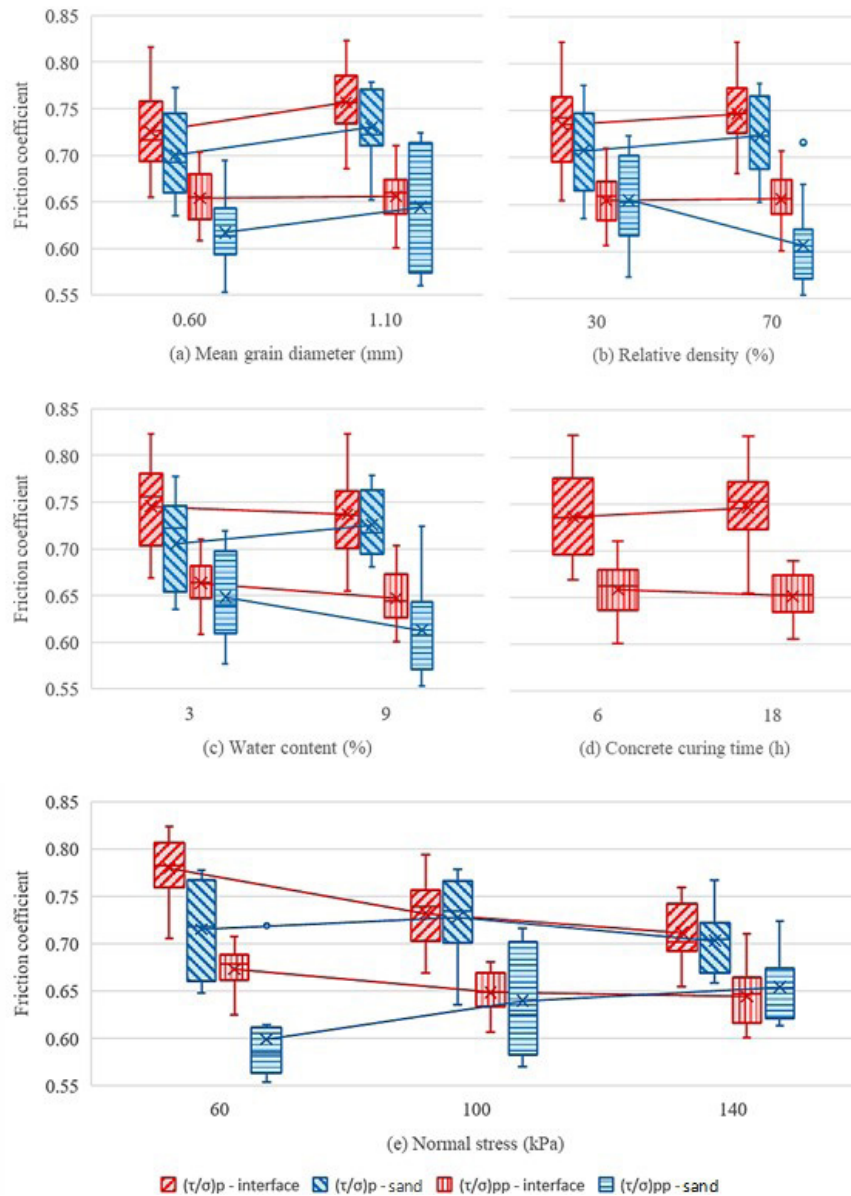 0.85
0.80
0.75
0.70
0.65
0.60
0.55
Friction coefficient
0.60 1.10
(a) Mean grain diameter (mm)
30 70
(b) Relative density (%)
0.85
0.80
0.75
0.70
0.65
0.60
0.55
Friction coefficient
3 9
(c) Water content (%)
6 18
(d) Concrete curing time (h)
0.85
0.80
0.75
0.70
0.65
0.60
0.55
Friction coefficient
60 100 140
(e) Normal stress (kPa)
(τ/σ)p - interface (τ/σ)p - sand (τ/σ)pp - interface (τ/σ)pp - sand